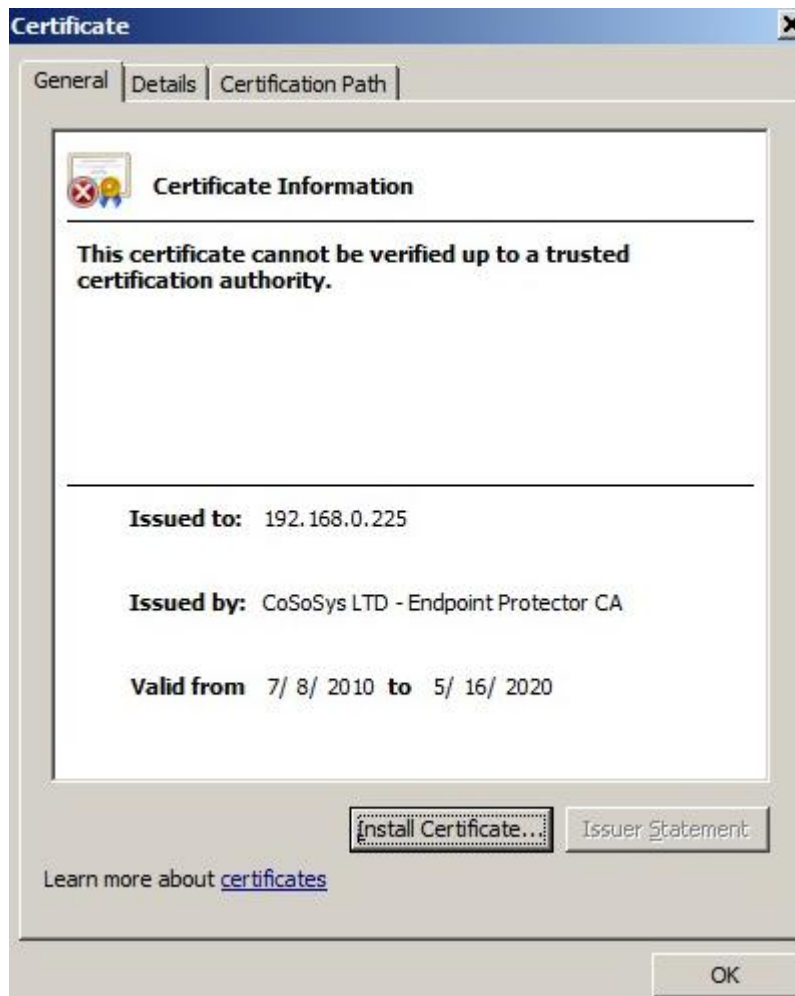 Certificate
General Details Certification Path
Certificate Information
This certificate cannot be verified up to a trusted
certification authority.
Issued to: 192.168.0.225
Issued by: CoSoSys LTD - Endpoint Protector CA
Valid from 7/ 8/ 2010 to 5/ 16/ 2020
Install Certificate... Issuer Statement
Learn more about certificates
OK